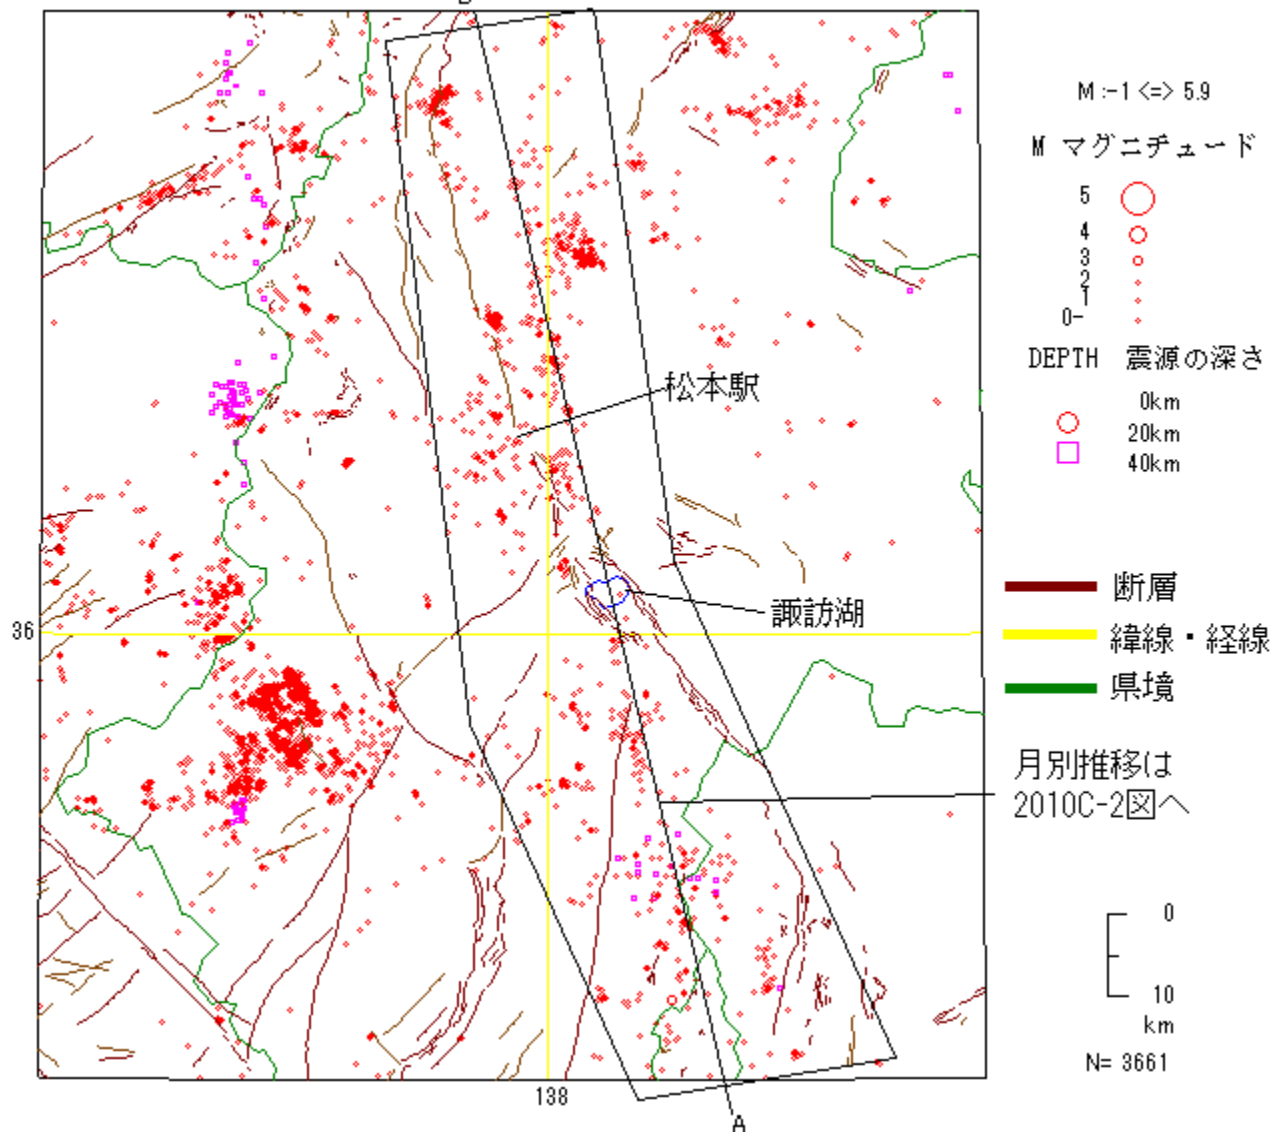 M :-1 <=> 5.9
M マグニチュード
5
4
3
2
1
0-
DEPTH 震源の深さ
0km
20km
40km
松本駅
諏訪湖
36
断層
緯線・経線
県境
月別推移は
2010C-2図へ
0
10
km
N= 3661
138
A